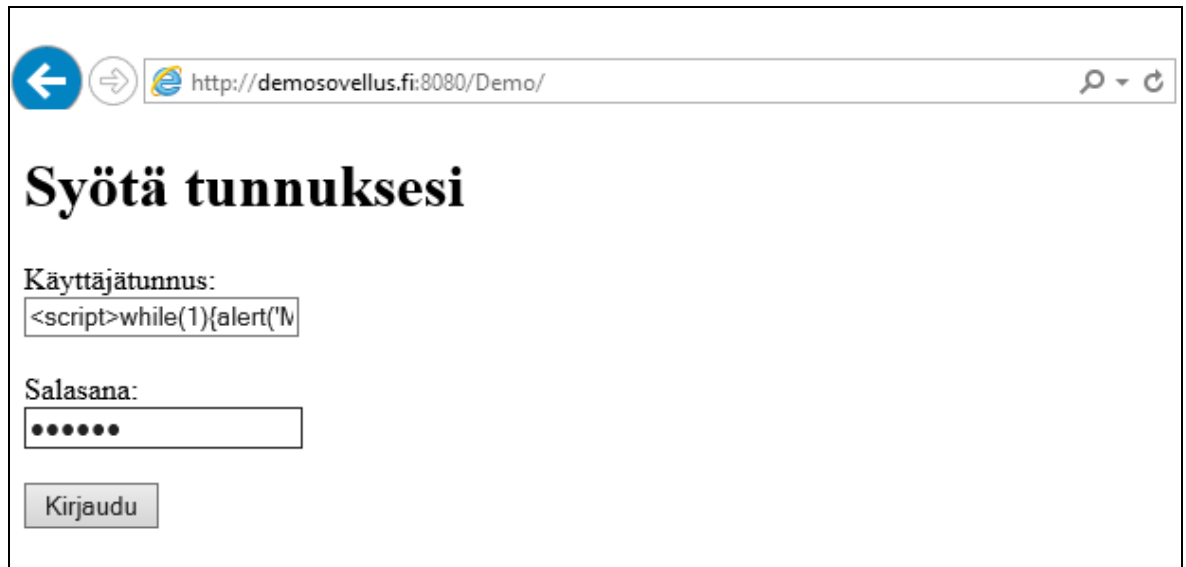 http://demosovellus.fi:8080/Demo/
Syötä tunnuksesi
Käyttäjätunnus:
<script>while(1){alert('M
Salasana:
●●●●●●
Kirjaudu